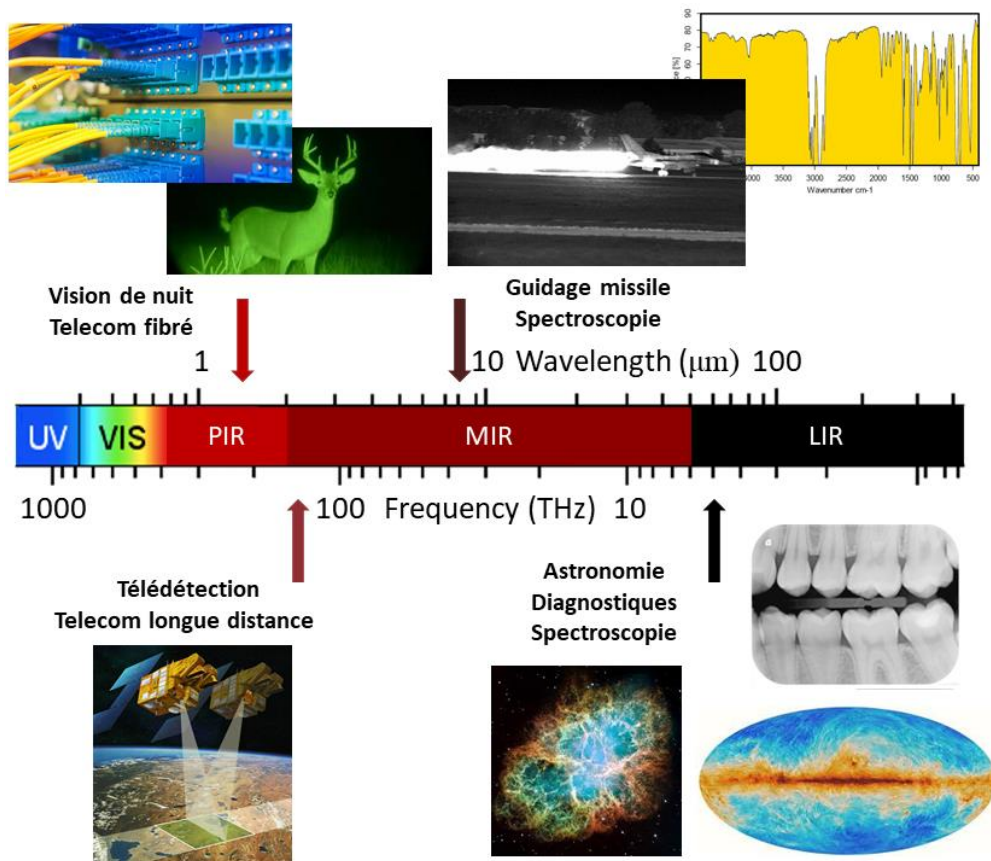 90
80
70
60
50
ce [%]
3500
3000
2500
2000
1500
1000
500
Wavenumber cm-1
Vision de nuit
Telecom fibré
Guidage missile
Spectroscopie
1
10 Wavelength (μm) 100
UV VIS PIR MIR LIR
1000
100 Frequency (THz) 10
Télédétection
Telecom longue distance
Astronomie
Diagnostiques
Spectroscopie